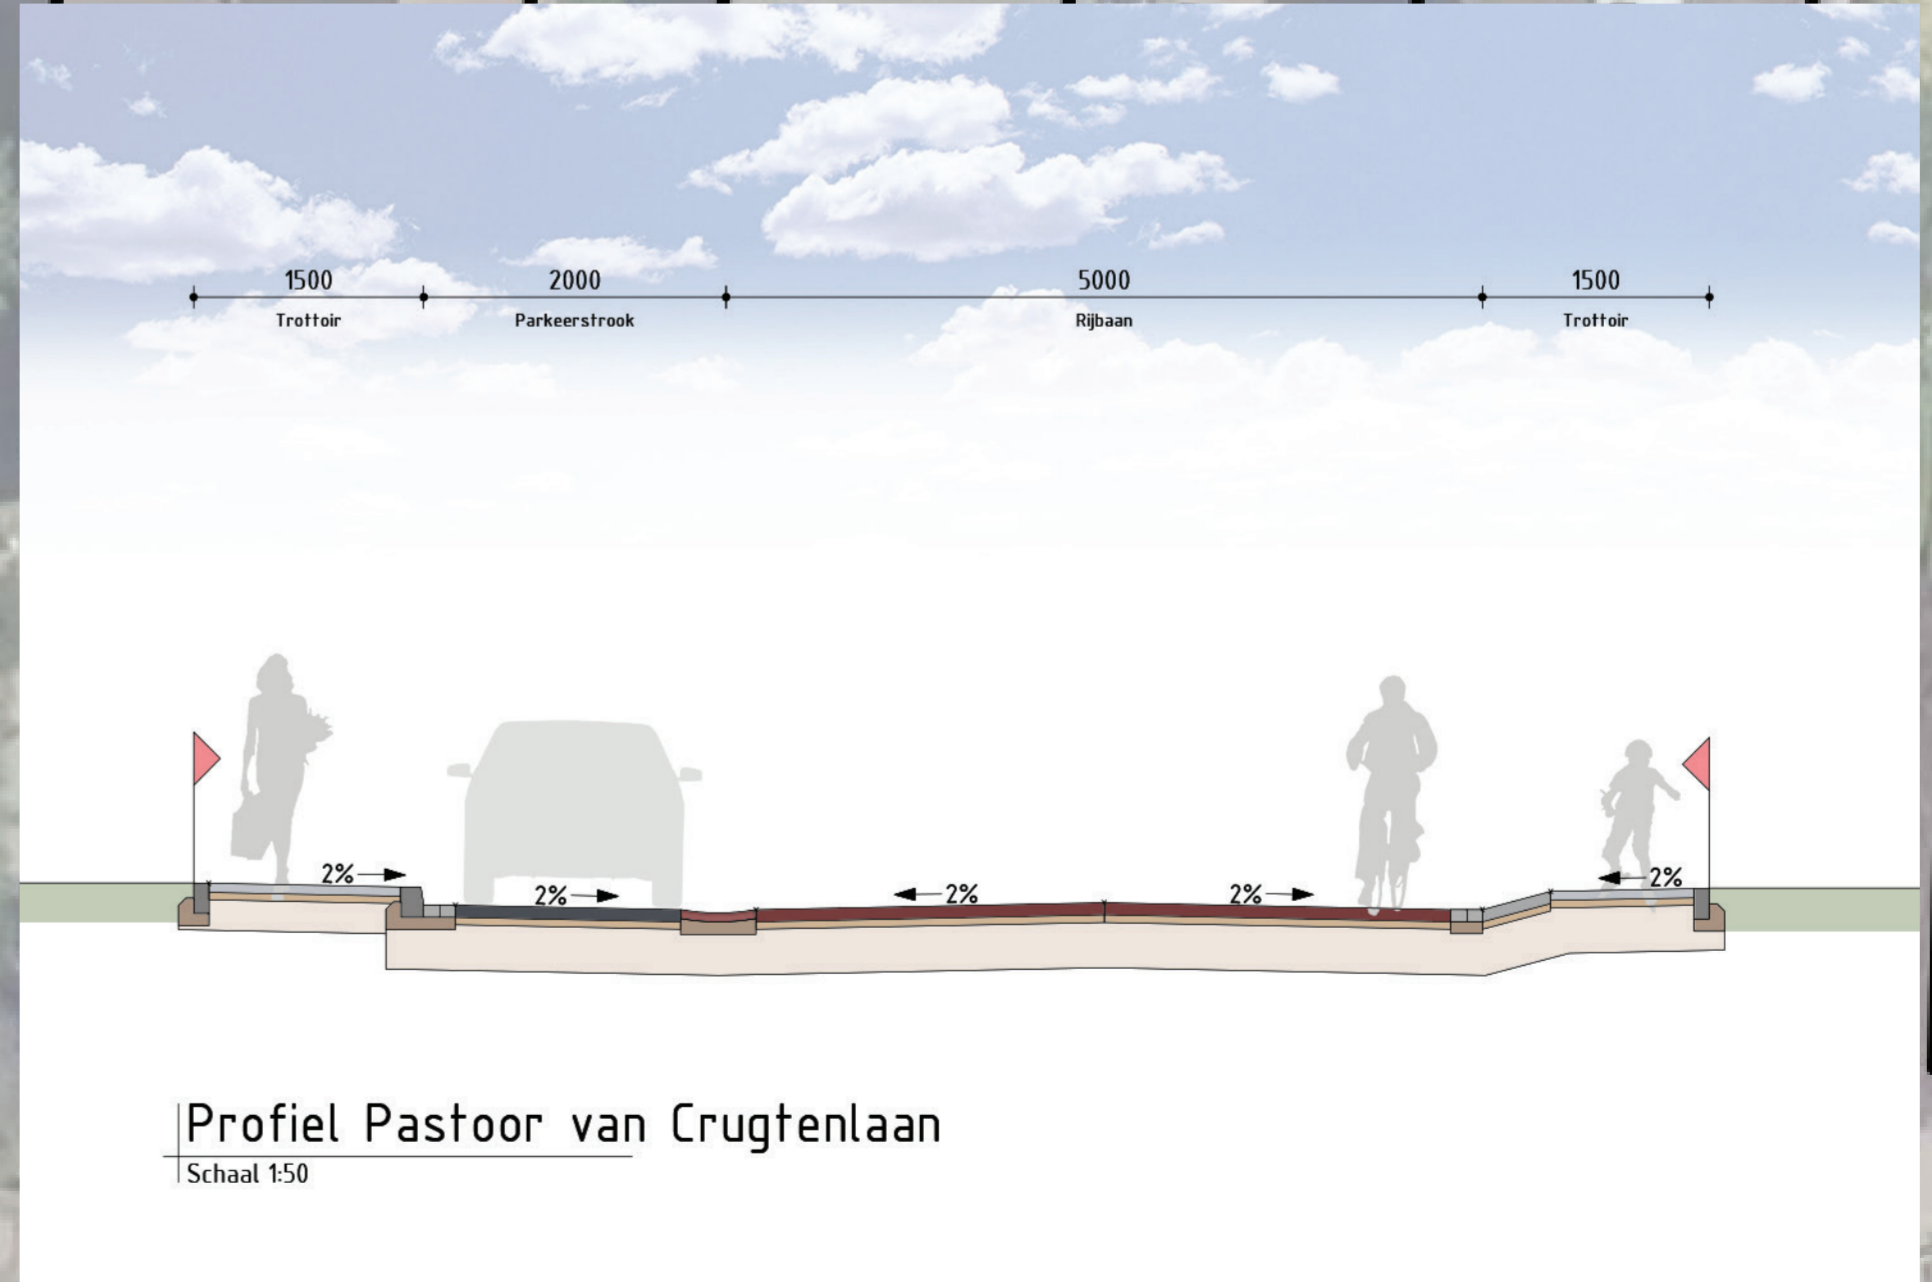 1500 2000 5000 1500
Trottoir Parkeerstrook Rijbaan Trottoir
2% 2% 2% 2% 2%
Profiel Pastoor van Crugtenlaan
Schaal 1:50